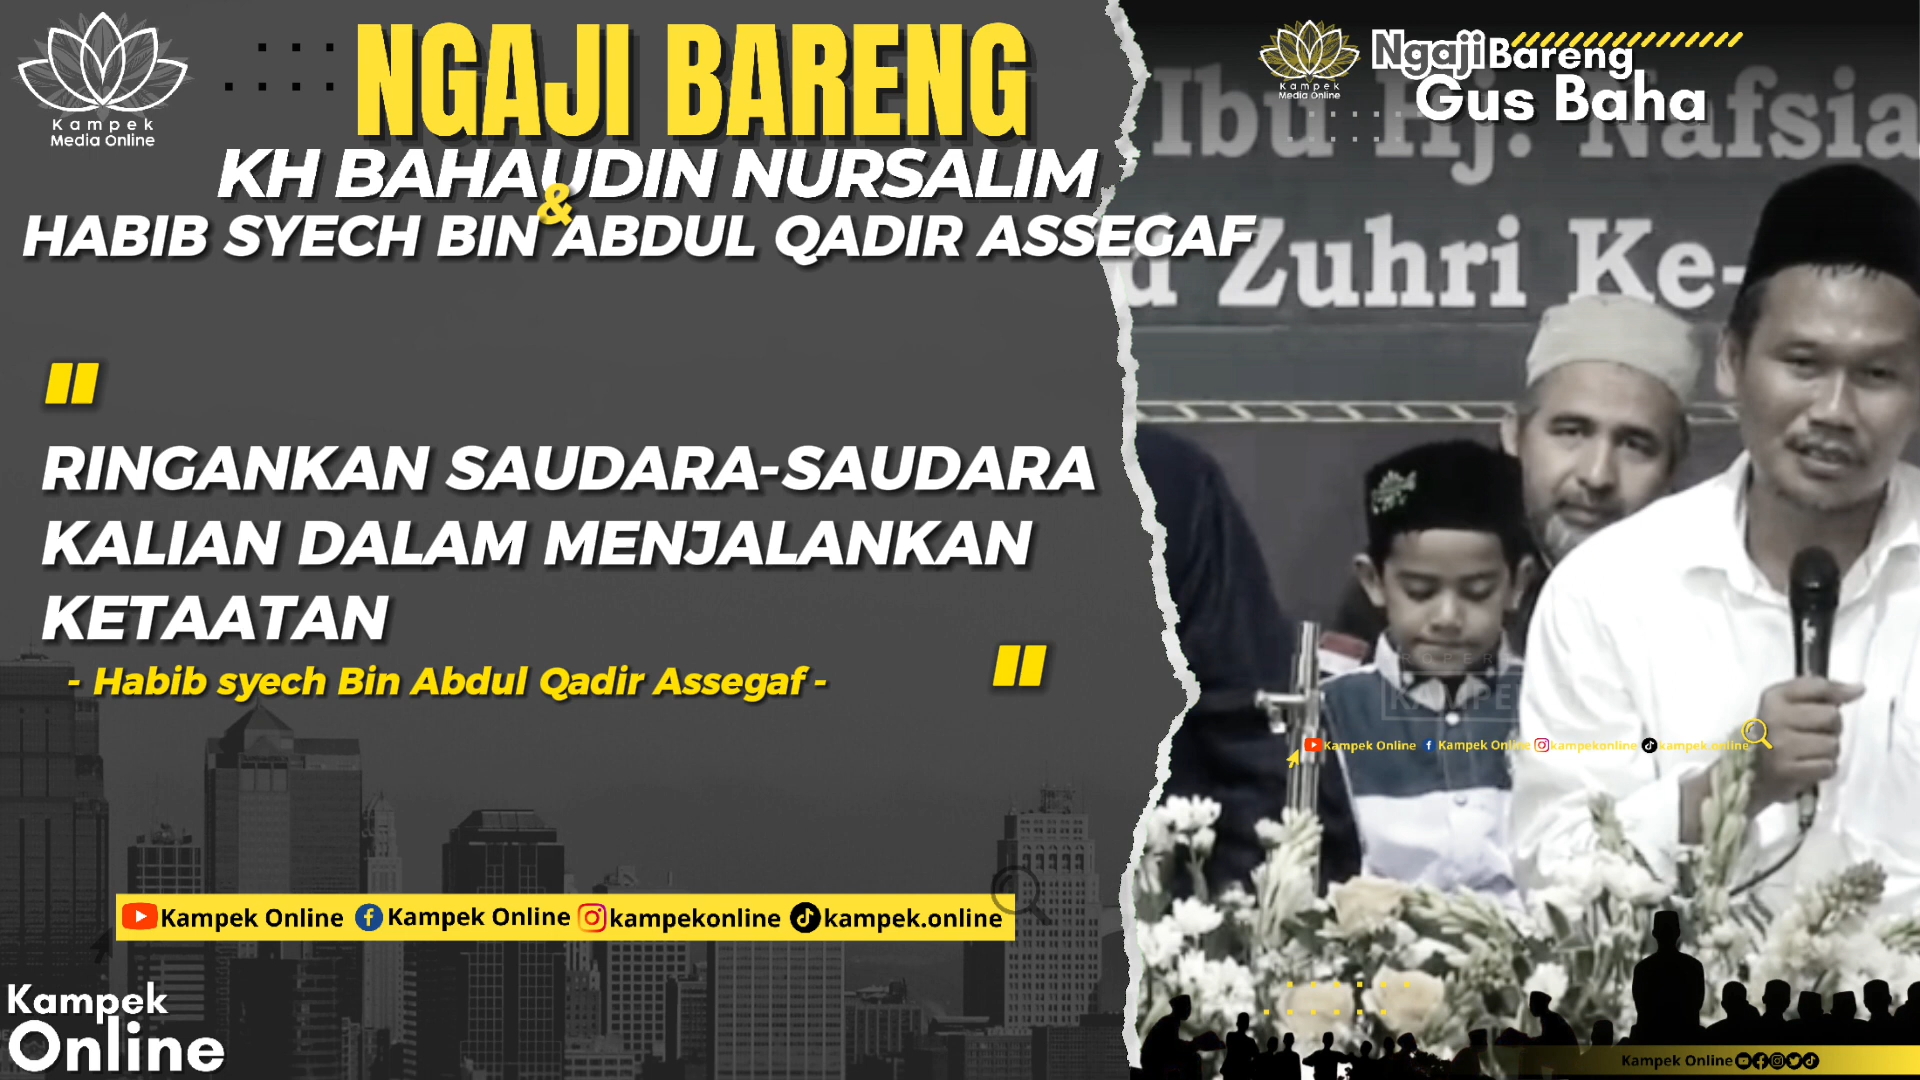 Kampek
Media Online
NGAJI BARENG
KH BAHAUDIN NURSALIM
&
HABIB SYECH BIN ABDUL QADIR ASSEGAF
"
RINGANKAN SAUDARA-SAUDARA
KALIAN DALAM MENJALANKAN
KETAATAN
- Habib syech Bin Abdul Qadir Assegaf -
"
Kampek Online Kampek Online kampekonline kampek.online
Kampek
Online
Kampek
Media Online
Ngaji Bareng
Gus Baha
Ibu Hj. Nafsia
d Zuhri Ke-
KAMPEK
Kampek Online Kampek Online kampekonline kampek.online
Kampek Online